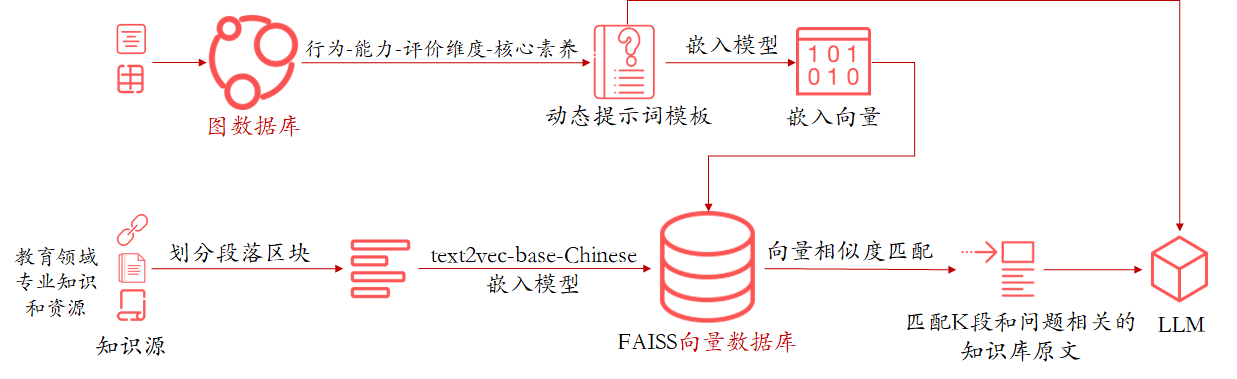 行为-能力-评价维度-核心素养
嵌入模型
101
010
图数据库
动态提示词模板
嵌入向量
教育领域
专业知识
和资源
划分段落区块
text2vec-base-Chinese
嵌入模型
向量相似度匹配
知识源
FAISS向量数据库
匹配K段和问题相关的
知识库原文
LLM